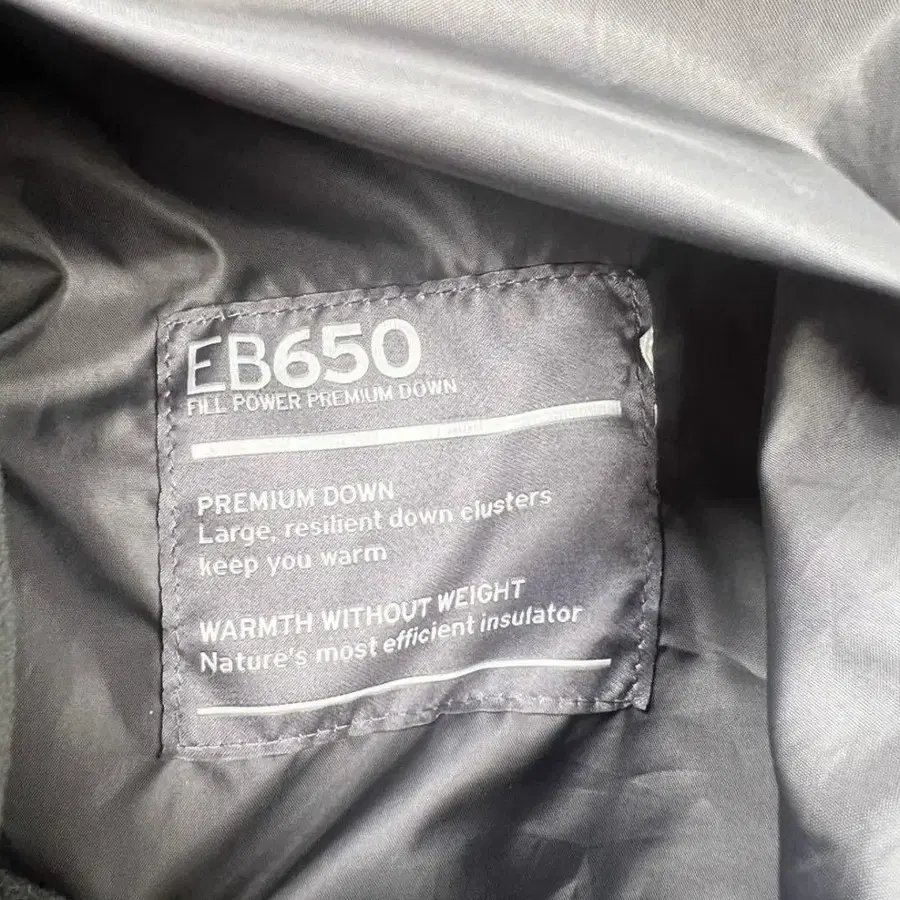 EB650
FILL POWER PREMIUM DOWN
PREMIUM DOWN
Large, resilient down clusters
keep you warm
WARMTH WITHOUT WEIGHT
Nature's most efficient insulator